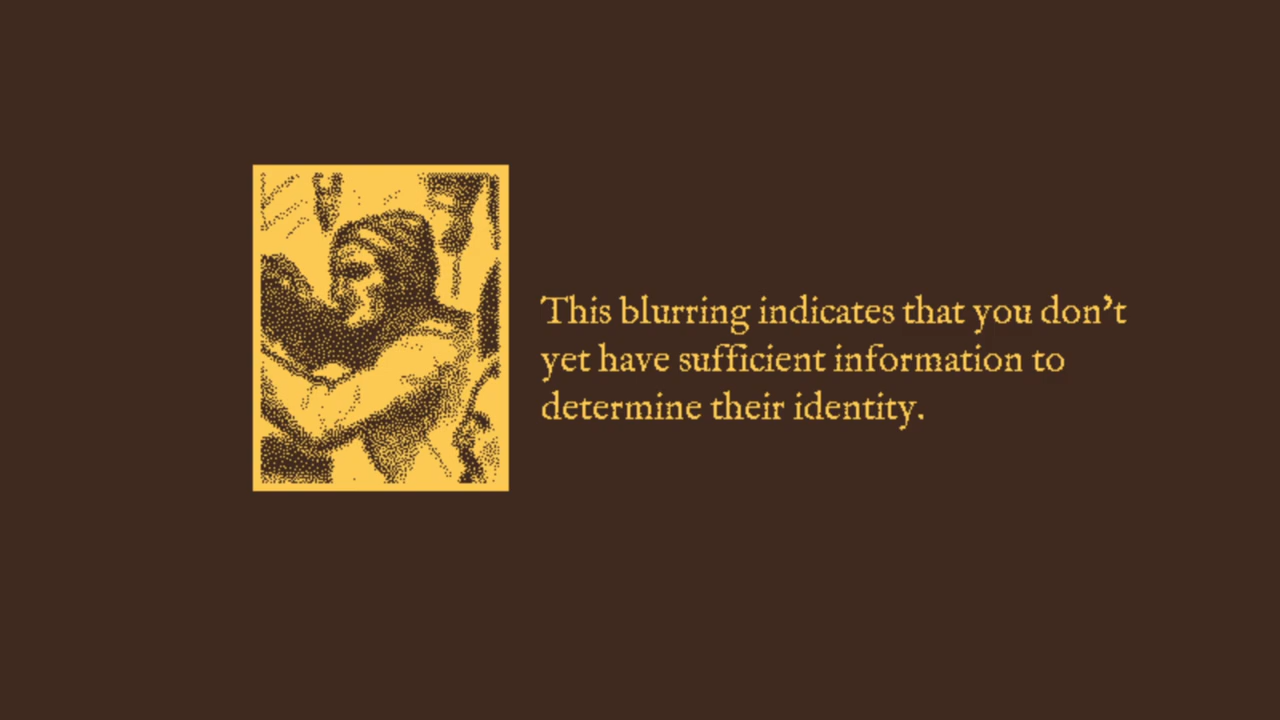 This blurring indicates that you don’t
yet have sufficient information to
determine their identity.